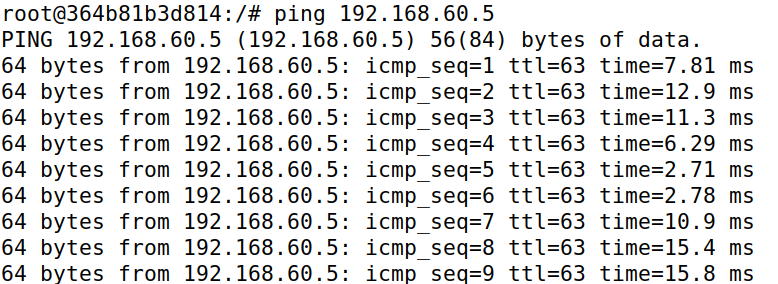 root@364b81b3d814:/# ping 192.168.60.5
PING 192.168.60.5 (192.168.60.5) 56(84) bytes of data.
64 bytes from 192.168.60.5: icmp_seq=1 ttl=63 time=7.81 ms
64 bytes from 192.168.60.5: icmp_seq=2 ttl=63 time=12.9 ms
64 bytes from 192.168.60.5: icmp_seq=3 ttl=63 time=11.3 ms
64 bytes from 192.168.60.5: icmp_seq=4 ttl=63 time=6.29 ms
64 bytes from 192.168.60.5: icmp_seq=5 ttl=63 time=2.71 ms
64 bytes from 192.168.60.5: icmp_seq=6 ttl=63 time=2.78 ms
64 bytes from 192.168.60.5: icmp_seq=7 ttl=63 time=10.9 ms
64 bytes from 192.168.60.5: icmp_seq=8 ttl=63 time=15.4 ms
64 bytes from 192.168.60.5: icmp_seq=9 ttl=63 time=15.8 ms